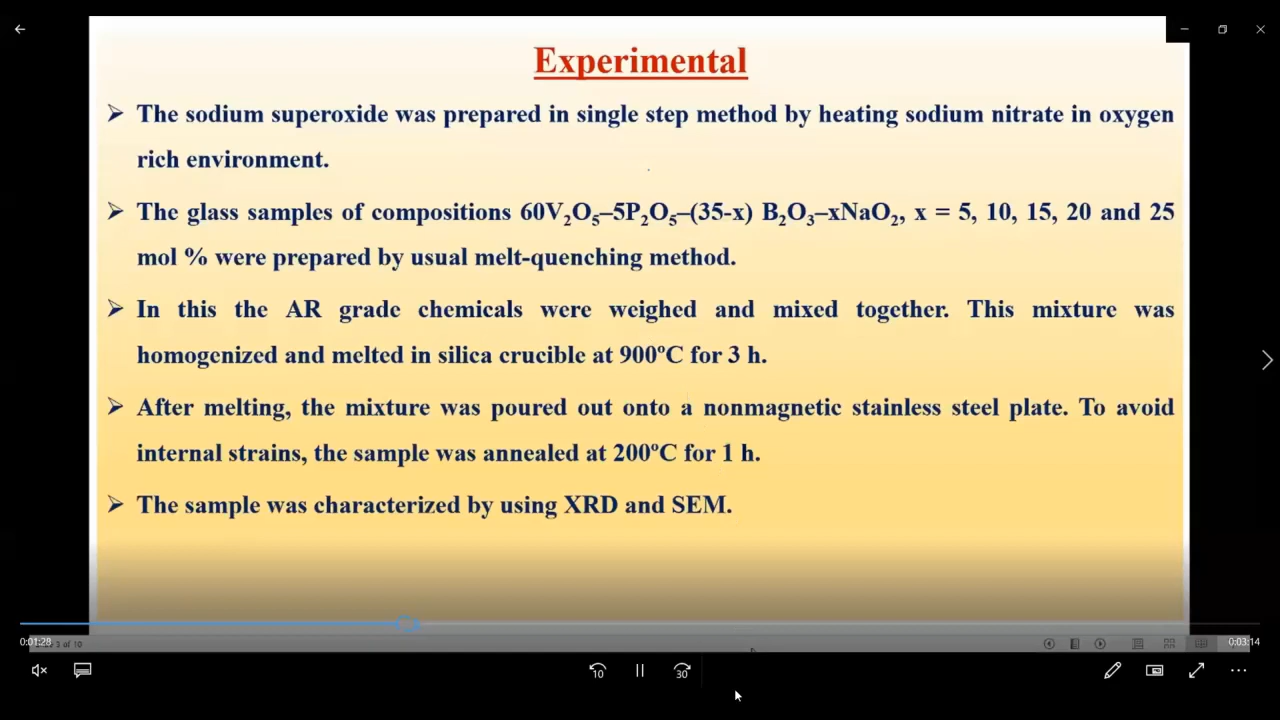 Experimental
➢ The sodium superoxide was prepared in single step method by heating sodium nitrate in oxygen
rich environment.
➢ The glass samples of compositions 60V₂O₅–5P₂O₅–(35-x) B₂O₃–xNaO₂, x = 5, 10, 15, 20 and 25
mol % were prepared by usual melt-quenching method.
➢ In this the AR grade chemicals were weighed and mixed together. This mixture was
homogenized and melted in silica crucible at 900ºC for 3 h.
➢ After melting, the mixture was poured out onto a nonmagnetic stainless steel plate. To avoid
internal strains, the sample was annealed at 200ºC for 1 h.
➢ The sample was characterized by using XRD and SEM.
0:01:28
3 of 10
0:03:14
10
30